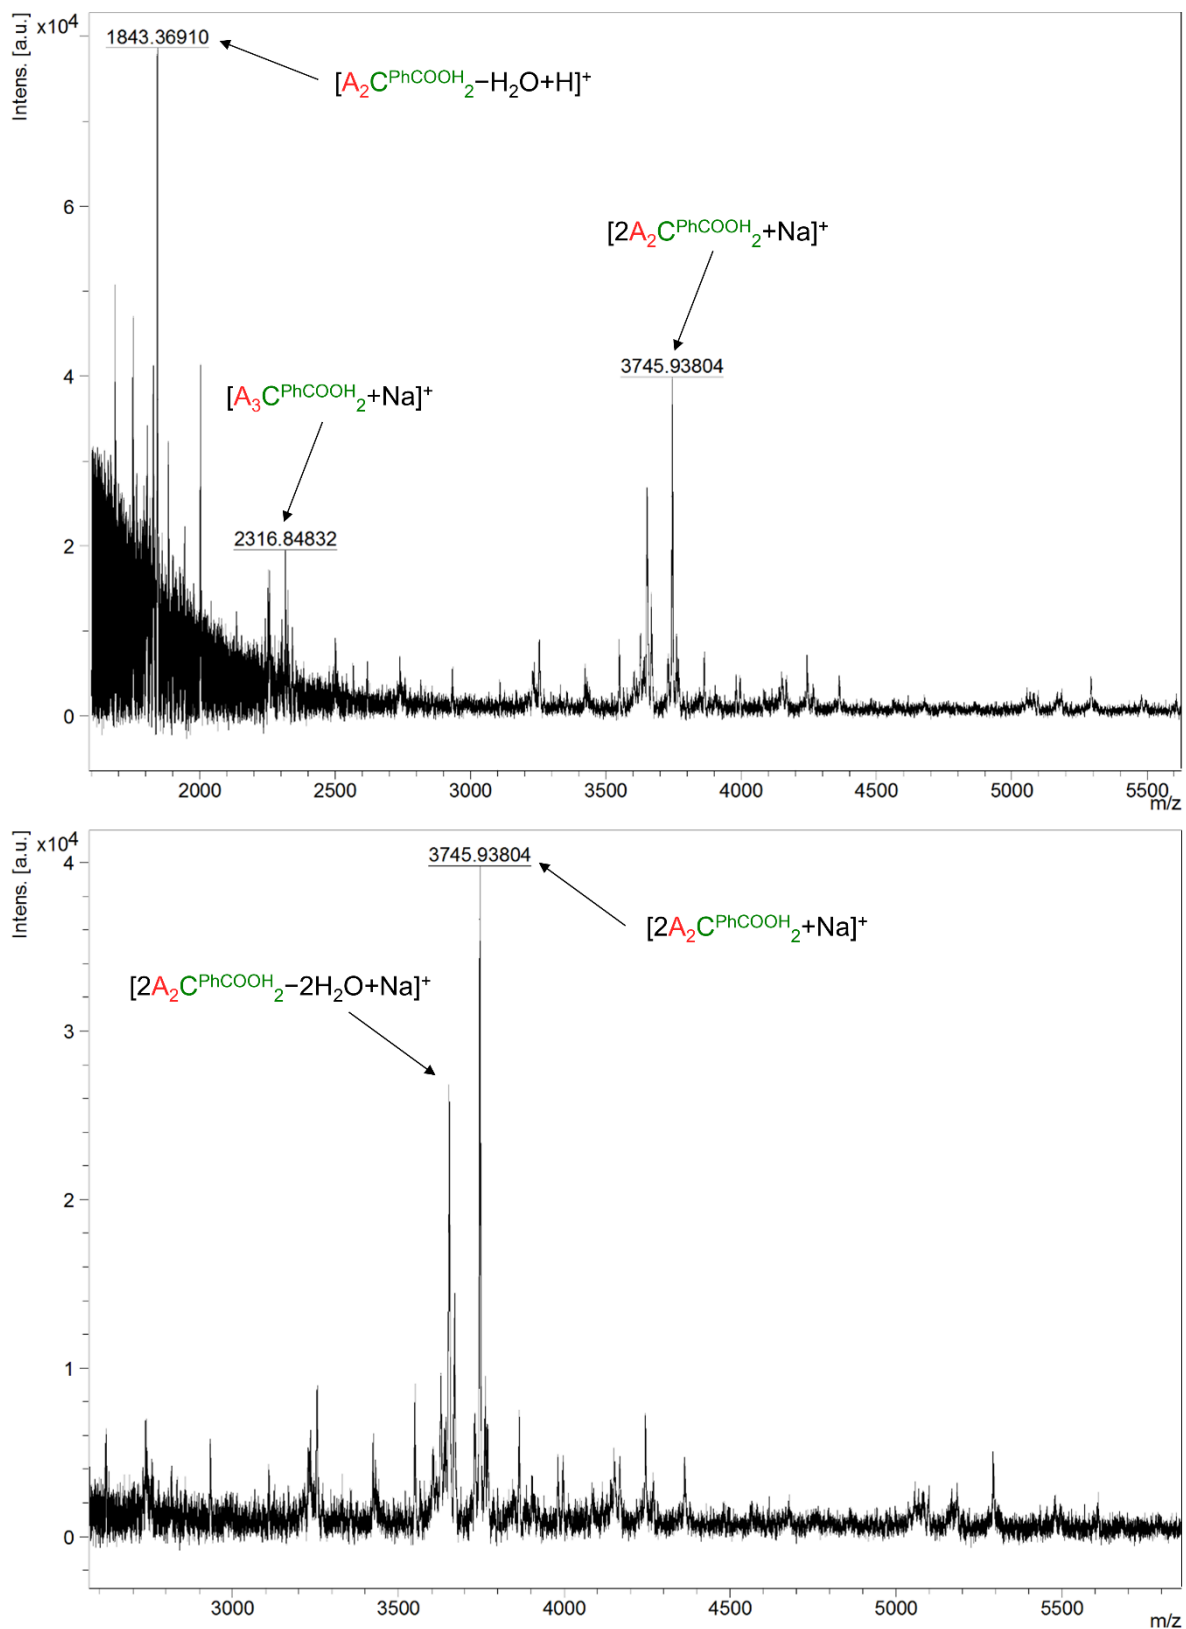 Intens. [a.u.]
x10⁴
1843.36910
[A₂C^PhCOOH₂−H₂O+H]⁺
6
[2A₂C^PhCOOH₂+Na]⁺
3745.93804
4
[A₃C^PhCOOH₂+Na]⁺
2316.84832
2
0
2000 2500 3000 3500 4000 4500 5000 5500
m/z
Intens. [a.u.]
x10⁴
4
3745.93804
[2A₂C^PhCOOH₂+Na]⁺
[2A₂C^PhCOOH₂−2H₂O+Na]⁺
3
2
1
0
3000 3500 4000 4500 5000 5500
m/z